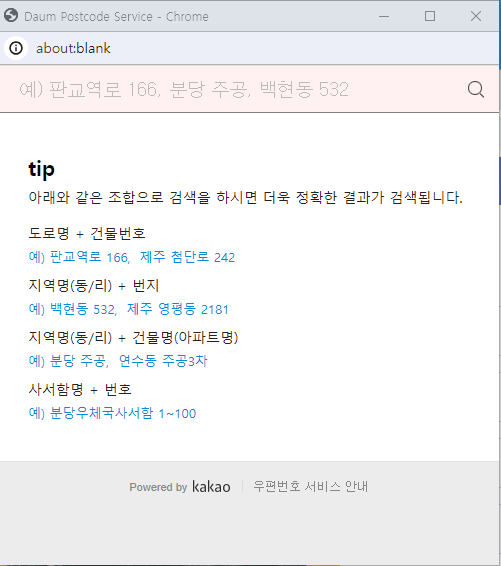 Daum Postcode Service - Chrome
about:blank
예) 판교역로 166, 분당 주공, 백현동 532
tip
아래와 같은 조합으로 검색을 하시면 더욱 정확한 결과가 검색됩니다.
도로명 + 건물번호
예) 판교역로 166, 제주 첨단로 242
지역명(동/리) + 번지
예) 백현동 532, 제주 영평동 2181
지역명(동/리) + 건물명(아파트명)
예) 분당 주공, 연수동 주공3차
사서함명 + 번호
예) 분당우체국사서함 1~100
Powered by kakao 우편번호 서비스 안내